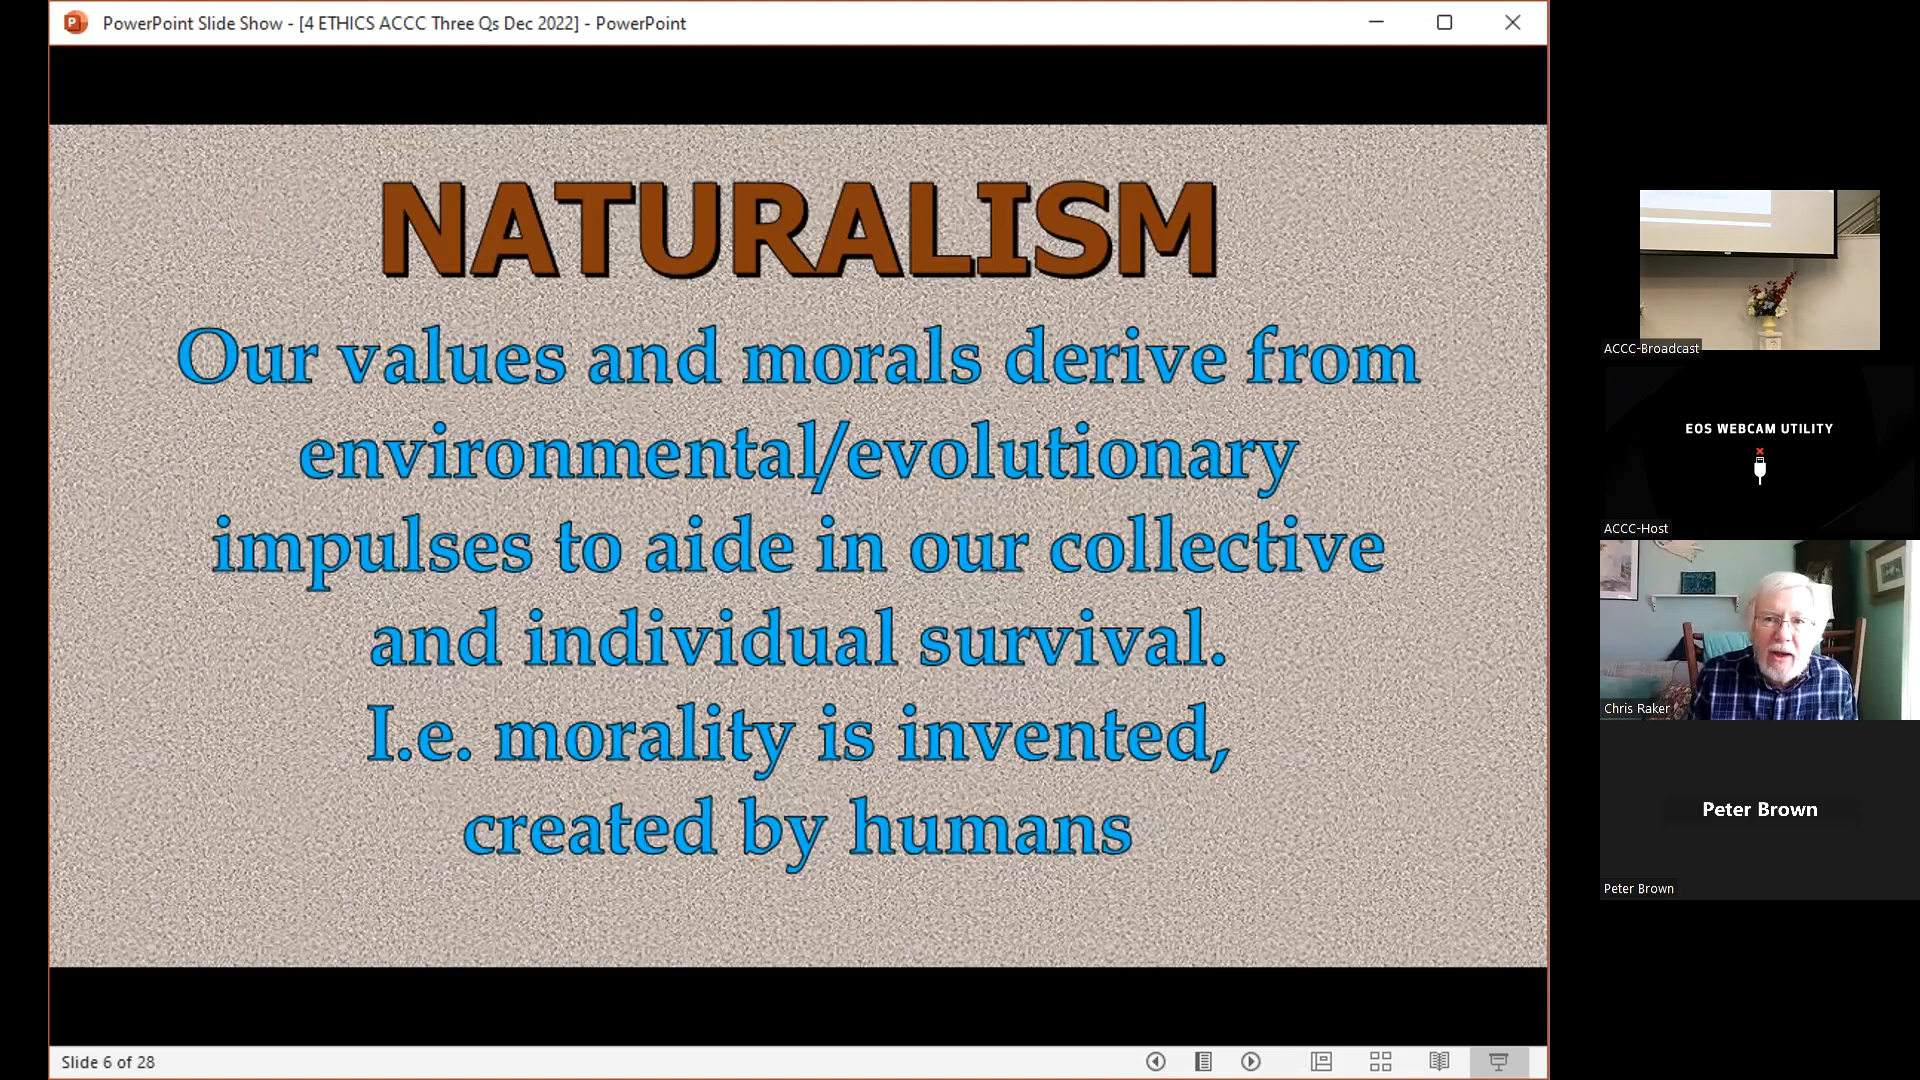 PowerPoint Slide Show - [4 ETHICS ACCC Three Qs Dec 2022] - PowerPoint
NATURALISM
Our values and morals derive from
environmental/evolutionary
impulses to aide in our collective
and individual survival.
I.e. morality is invented,
created by humans
Slide 6 of 28
ACCC-Broadcast
EOS WEBCAM UTILITY
ACCC-Host
Chris Raker
Peter Brown
Peter Brown